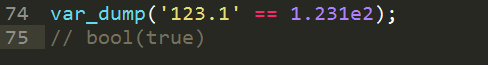 74 var_dump('123.1' == 1.231e2);
75 // bool(true)